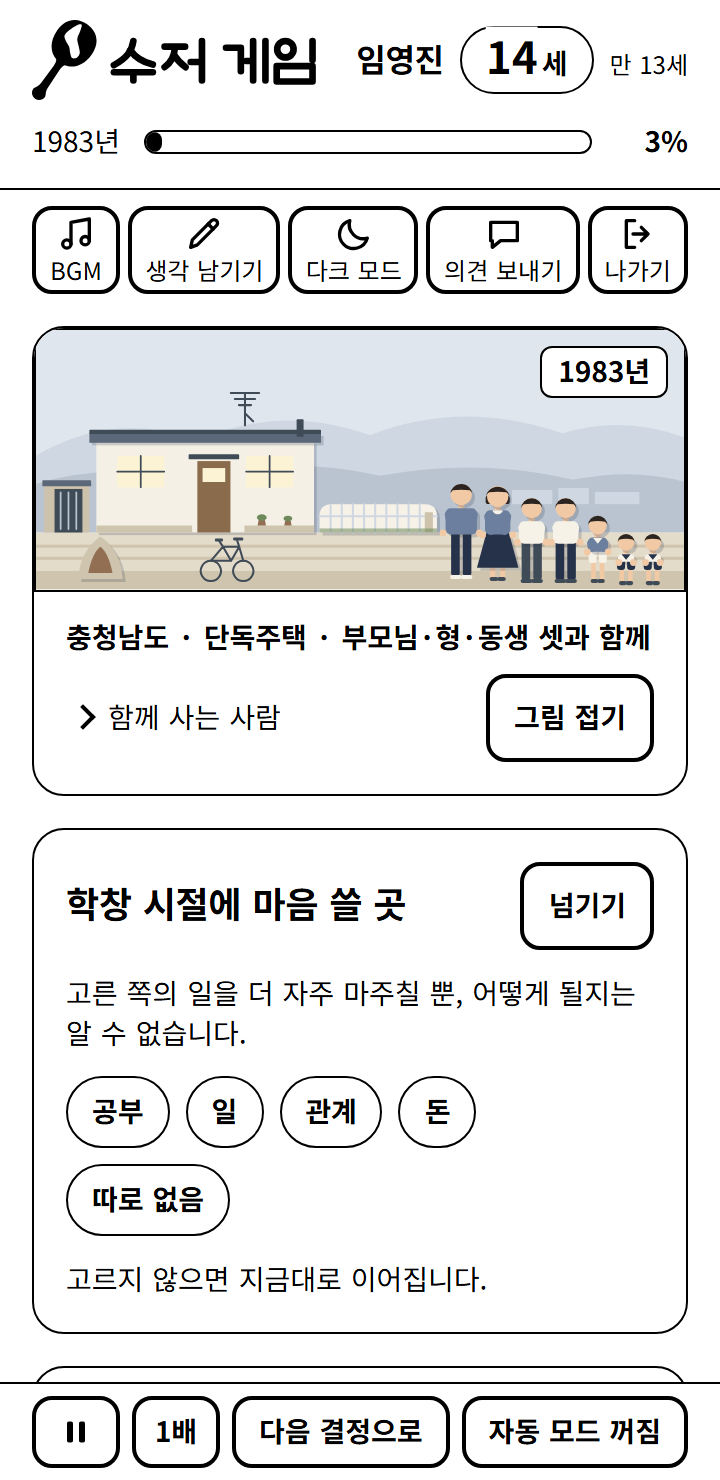 수저 게임 임영진 14세 만 13세
1983년 3%
BGM 생각 남기기 다크 모드 의견 보내기 나가기
1983년
충청남도 · 단독주택 · 부모님·형·동생 셋과 함께
함께 사는 사람 그림 접기
학창 시절에 마음 쓸 곳 넘기기
고른 쪽의 일을 더 자주 마주칠 뿐, 어떻게 될지는
알 수 없습니다.
공부 일 관계 돈
따로 없음
고르지 않으면 지금대로 이어집니다.
1배 다음 결정으로 자동 모드 꺼짐